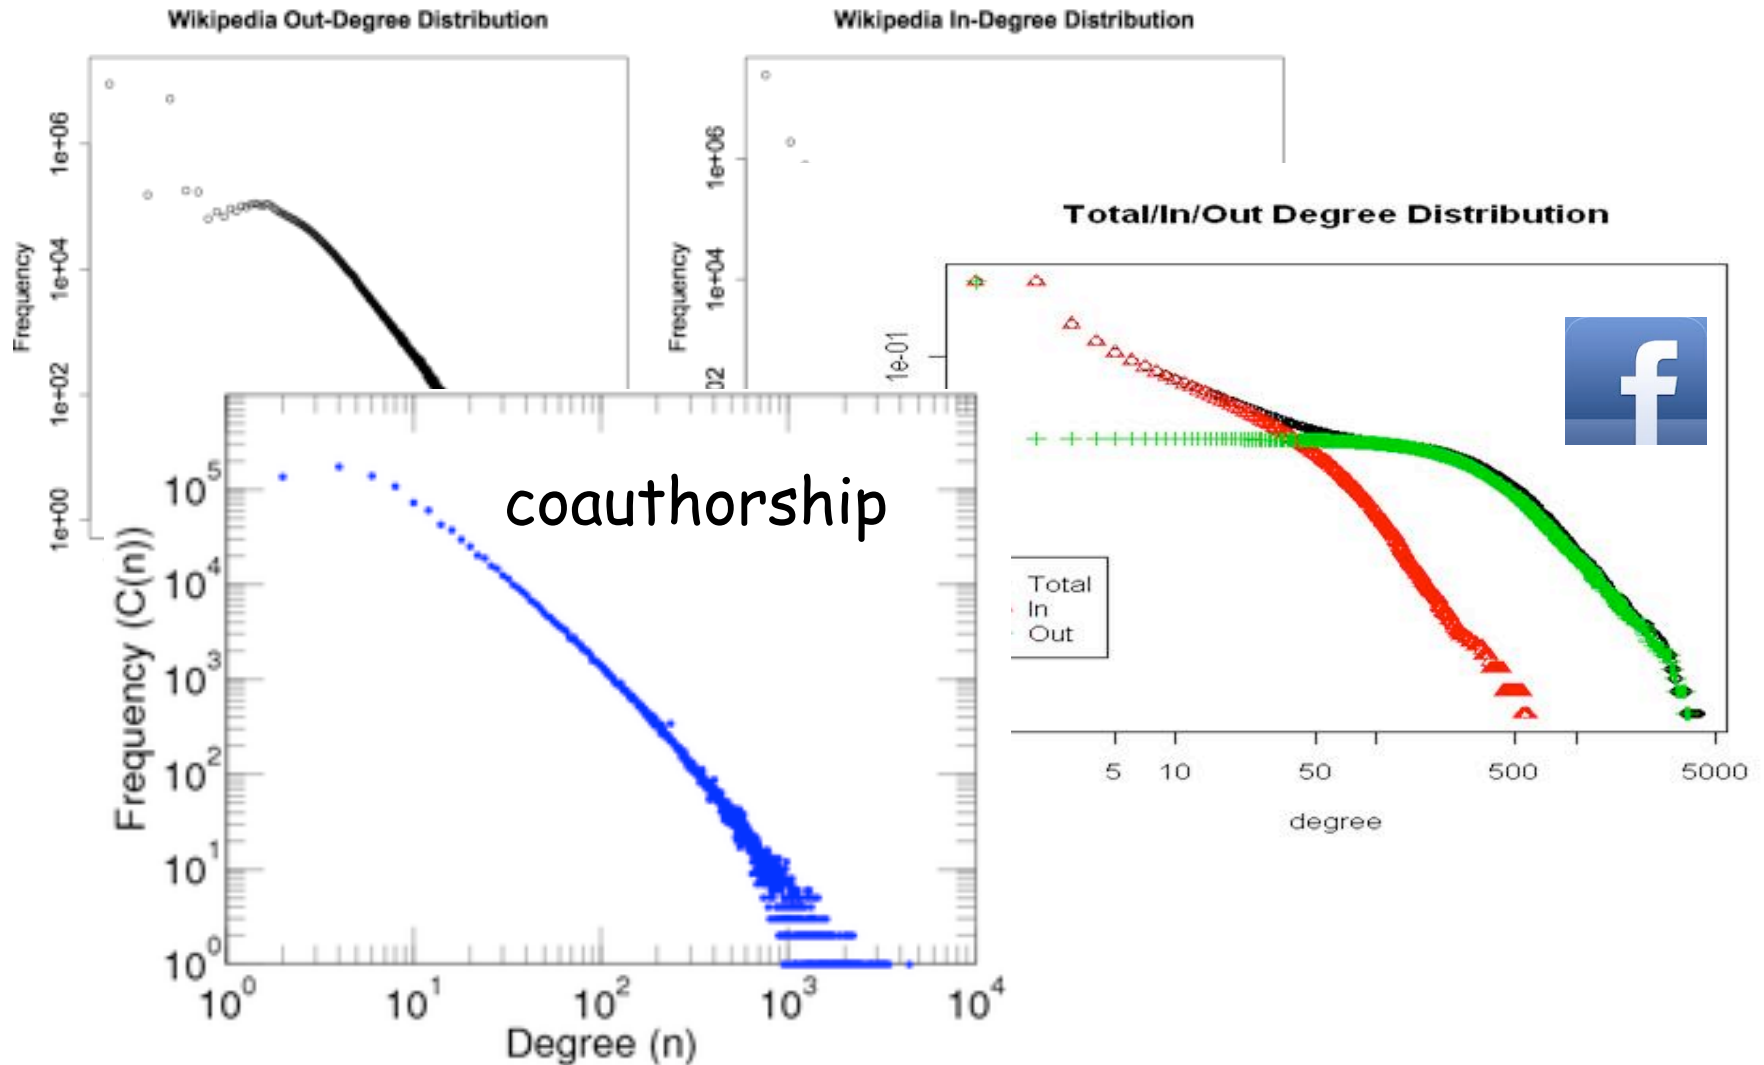 Wikipedia Out-Degree Distribution
Wikipedia In-Degree Distribution
Frequency
1e+06
1e+04
1e+02
1e+00
Frequency
1e+06
1e+04
02
Total/In/Out Degree Distribution
1e-01
f
Total
In
Out
5 10 50 500 5000
degree
coauthorship
Frequency (C(n))
10^5
10^4
10^3
10^2
10^1
10^0
10^0 10^1 10^2 10^3 10^4
Degree (n)